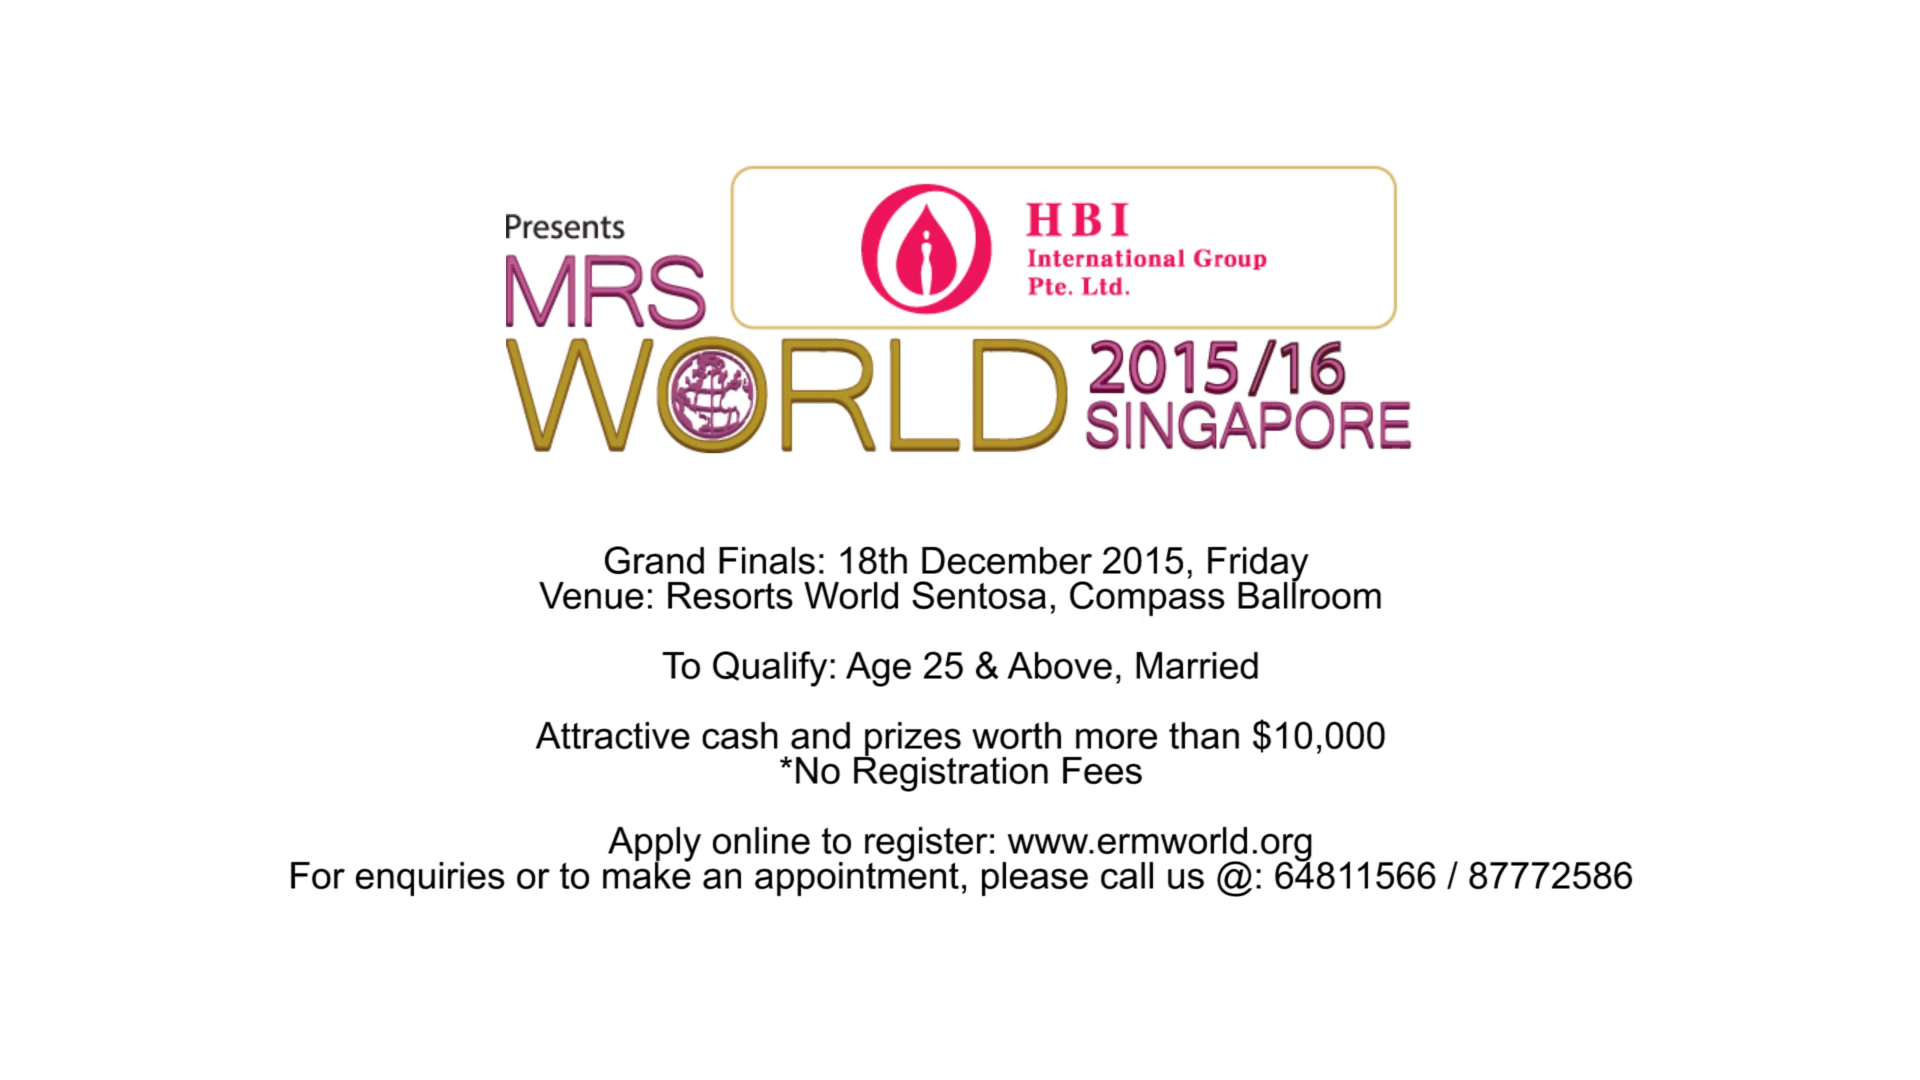 Presents
HBI
International Group
Pte. Ltd.
MRS
WORLD 2015/16
SINGAPORE
Grand Finals: 18th December 2015, Friday
Venue: Resorts World Sentosa, Compass Ballroom
To Qualify: Age 25 & Above, Married
Attractive cash and prizes worth more than $10,000
*No Registration Fees
Apply online to register: www.ermworld.org
For enquiries or to make an appointment, please call us @: 64811566 / 87772586